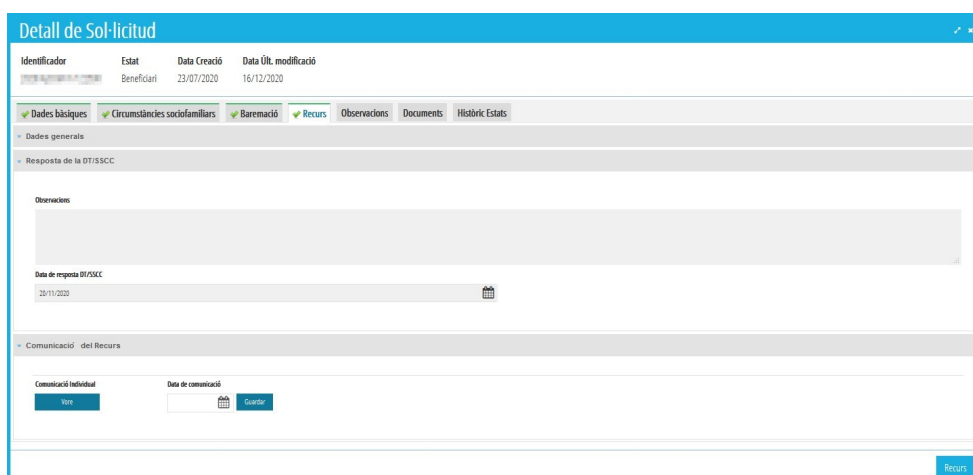 Detall de Sol·licitud
Identificador Estat Data Creació Data Últ. modificació
Beneficiari 23/07/2020 16/12/2020
Dades bàsiques Circumstàncies sociofamiliars Baremació Recurs Observacions Documents Històric Estats
Dades generals
Resposta de la DT/SSCC
Observacions
Data de resposta DT/SSCC
20/11/2020
Comunicació del Recurs
Comunicació Individual Data de comunicació
Vore Guardar
Recurs